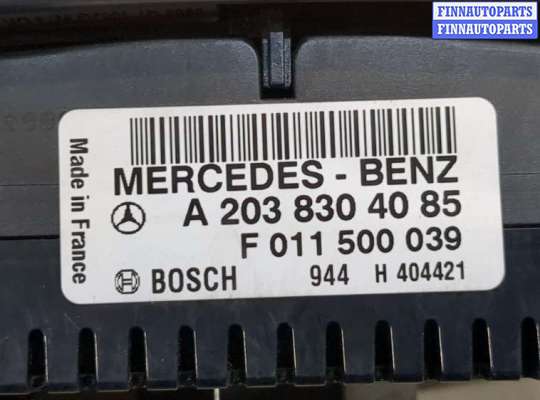 FINNAUTOPARTS
FINNAUTOPARTS
Made in France
MERCEDES - BENZ
A 203 830 40 85
F 011 500 039
BOSCH 944 H 404421